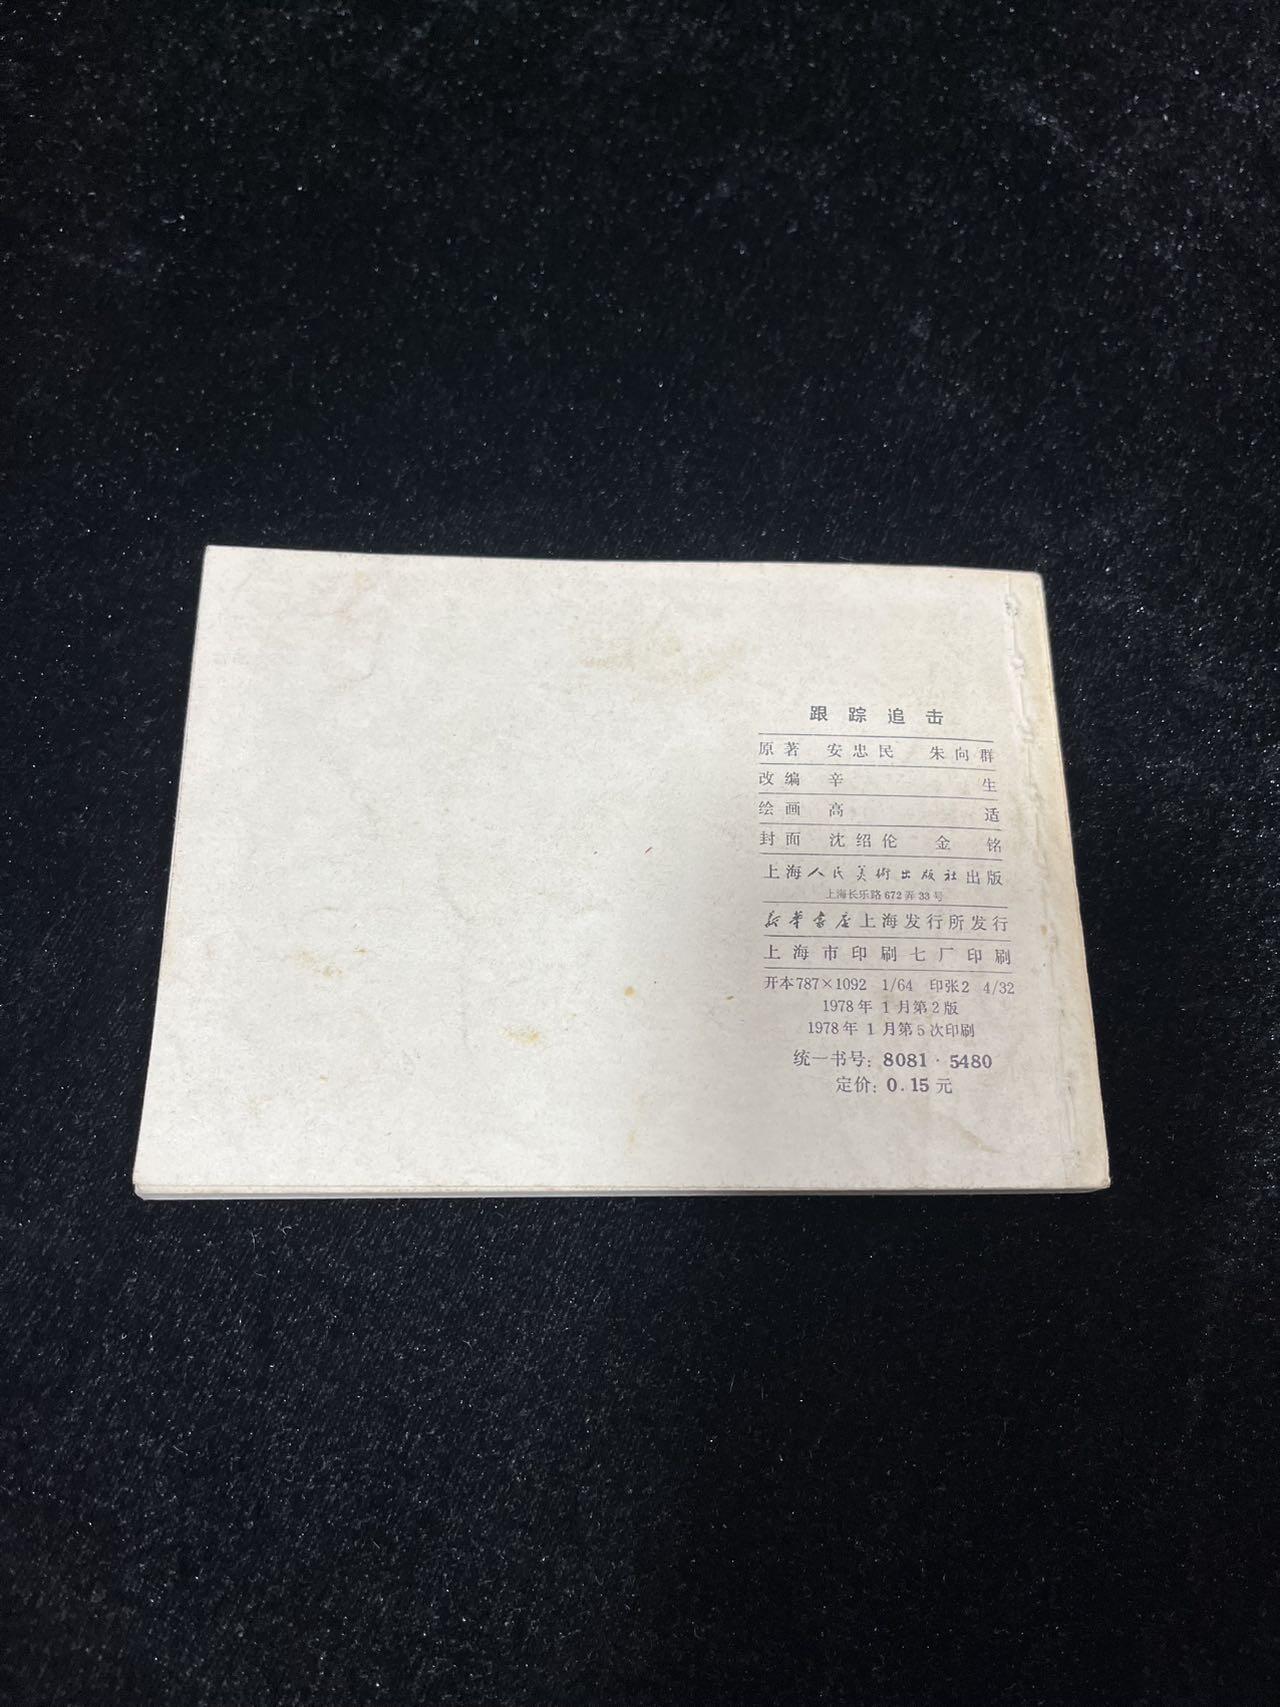 跟踪追击
原著 安忠民 朱向群
改编 辛生
绘画 高适
封面 沈绍伦 金铭
上海人民美術出版社出版
上海长乐路672弄33号
新华书店上海发行所发行
上海市印刷七厂印刷
开本787×1092 1/64 印张2 4/32
1978年1月第2版
1978年1月第5次印刷
统一书号：8081·5480
定价：0.15元